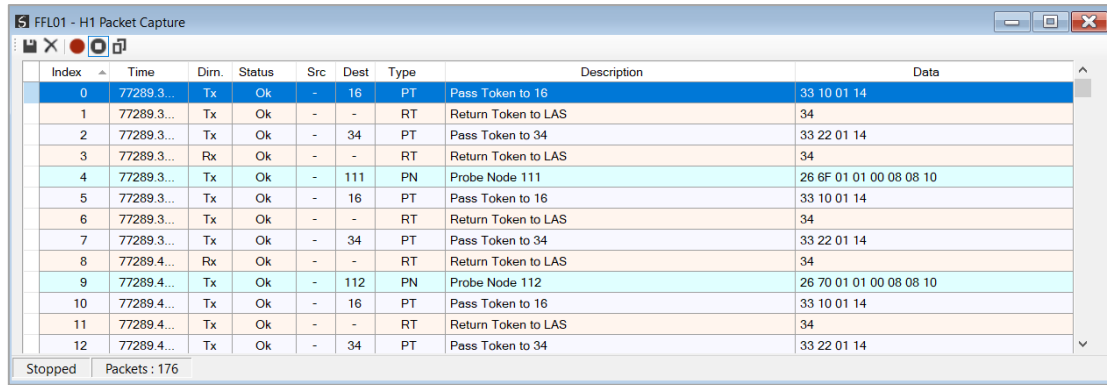 FFL01 - H1 Packet Capture
Index Time Dirn. Status Src Dest Type Description Data
0 77289.3... Tx Ok - 16 PT Pass Token to 16 33 10 01 14
1 77289.3... Tx Ok - - RT Return Token to LAS 34
2 77289.3... Tx Ok - 34 PT Pass Token to 34 33 22 01 14
3 77289.3... Rx Ok - - RT Return Token to LAS 34
4 77289.3... Tx Ok - 111 PN Probe Node 111 26 6F 01 01 00 08 08 10
5 77289.3... Tx Ok - 16 PT Pass Token to 16 33 10 01 14
6 77289.3... Tx Ok - - RT Return Token to LAS 34
7 77289.3... Tx Ok - 34 PT Pass Token to 34 33 22 01 14
8 77289.4... Rx Ok - - RT Return Token to LAS 34
9 77289.4... Tx Ok - 112 PN Probe Node 112 26 70 01 01 00 08 08 10
10 77289.4... Tx Ok - 16 PT Pass Token to 16 33 10 01 14
11 77289.4... Tx Ok - - RT Return Token to LAS 34
12 77289.4... Tx Ok - 34 PT Pass Token to 34 33 22 01 14
Stopped Packets : 176